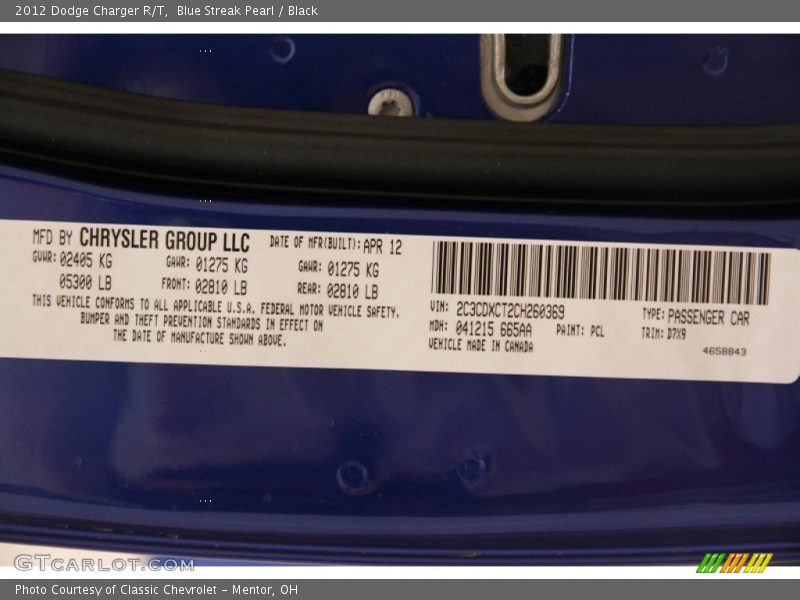 2012 Dodge Charger R/T,  Blue Streak Pearl / Black
MFD BY CHRYSLER GROUP LLC
DATE OF MFR(BUILT): APR 12
GVWR: 02405 KG
GAWR: 01275 KG
GAWR: 01275 KG
05300 LB
FRONT: 02810 LB
REAR: 02810 LB
THIS VEHICLE CONFORMS TO ALL APPLICABLE U.S.A. FEDERAL MOTOR VEHICLE SAFETY.
BUMPER AND THEFT PREVENTION STANDARDS IN EFFECT ON
THE DATE OF MANUFACTURE SHOWN ABOVE.
VIN: 2C3CDXCT2CH260369
TYPE: PASSENGER CAR
MDH: 041215 665AA
PAINT: PCL
TRIM: D7X9
VEHICLE MADE IN CANADA
4658843
GTCARLOT.COM
Photo Courtesy of Classic Chevrolet - Mentor, OH